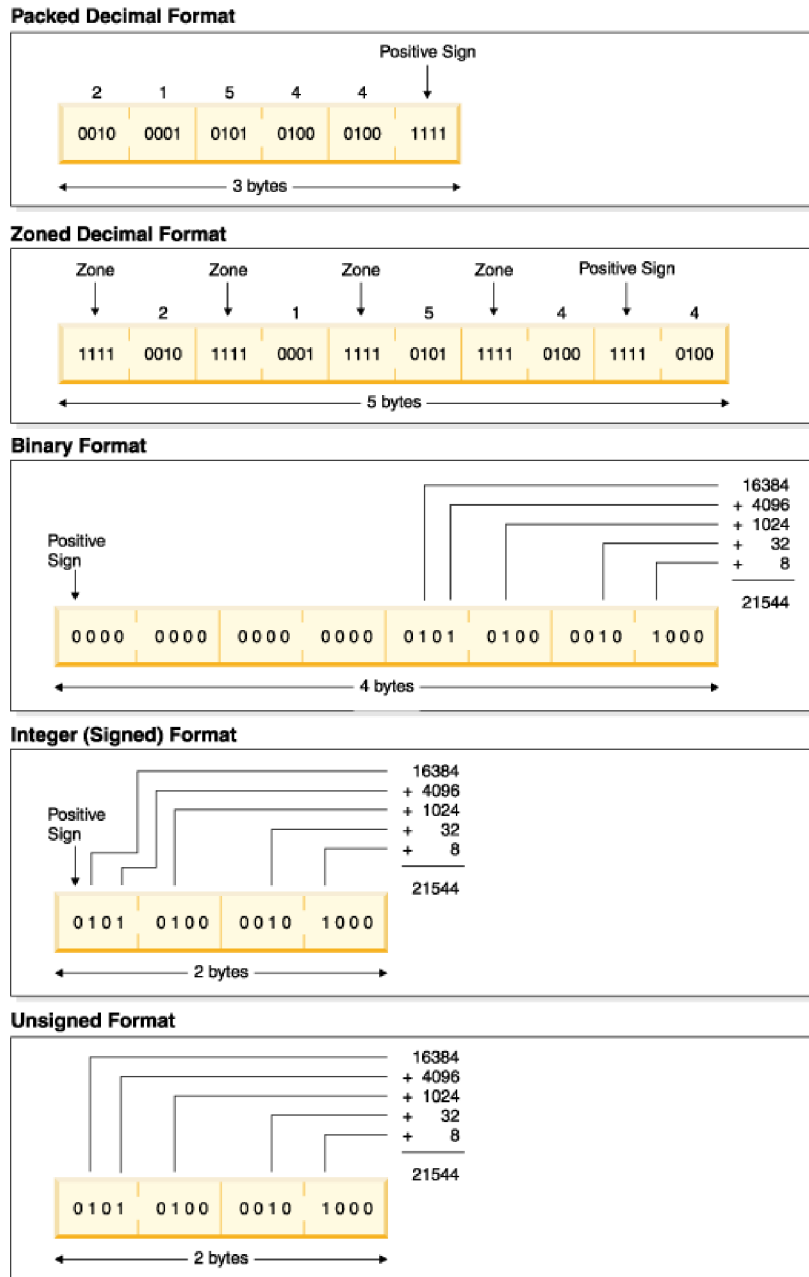 Packed Decimal Format
Positive Sign
2 1 5 4 4
0010 0001 0101 0100 0100 1111
3 bytes
Zoned Decimal Format
Zone Zone Zone Zone Positive Sign
2 1 5 4 4
1111 0010 1111 0001 1111 0101 1111 0100 1111 0100
5 bytes
Binary Format
16384
+ 4096
+ 1024
+ 32
+ 8
21544
Positive
Sign
0000 0000 0000 0000 0101 0100 0010 1000
4 bytes
Integer (Signed) Format
16384
+ 4096
+ 1024
+ 32
+ 8
21544
Positive
Sign
0101 0100 0010 1000
2 bytes
Unsigned Format
16384
+ 4096
+ 1024
+ 32
+ 8
21544
0101 0100 0010 1000
2 bytes